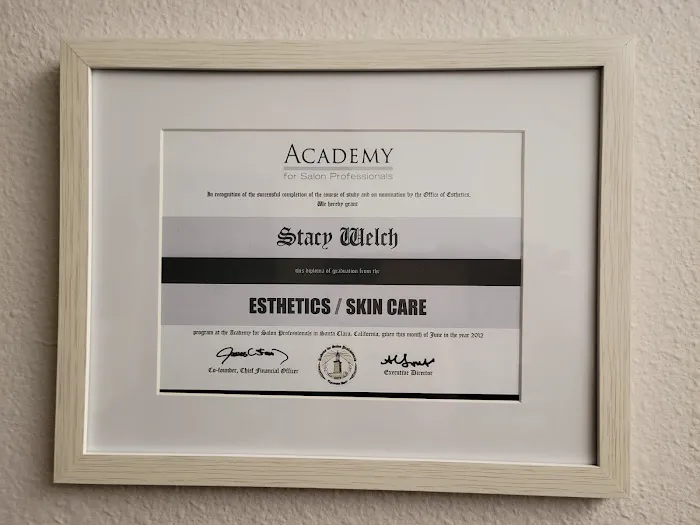 ACADEMY
for Salon Professionals
In recognition of the successful completion of the course of study and on nomination by the Office of Esthetics,
We hereby grant
Stacy Welch
this diploma of graduation from the
ESTHETICS / SKIN CARE
program at the Academy for Salon Professionals in Santa Clara, California, given this month of June in the year 2012
Co-founder, Chief Financial Officer
Executive Director